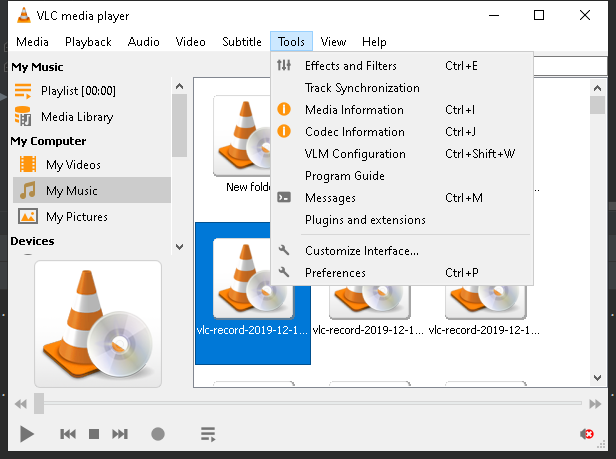 VLC media player
Media Playback Audio Video Subtitle Tools View Help
My Music
Playlist [00:00]
Media Library
My Computer
My Videos
My Music
My Pictures
Devices
Effects and Filters Ctrl+E
Track Synchronization
Media Information Ctrl+I
Codec Information Ctrl+J
VLM Configuration Ctrl+Shift+W
Program Guide
Messages Ctrl+M
Plugins and extensions
Customize Interface...
Preferences Ctrl+P
New folde
vlc-record-2019-12-1... vlc-record-2019-12-1... vlc-record-2019-12-1...